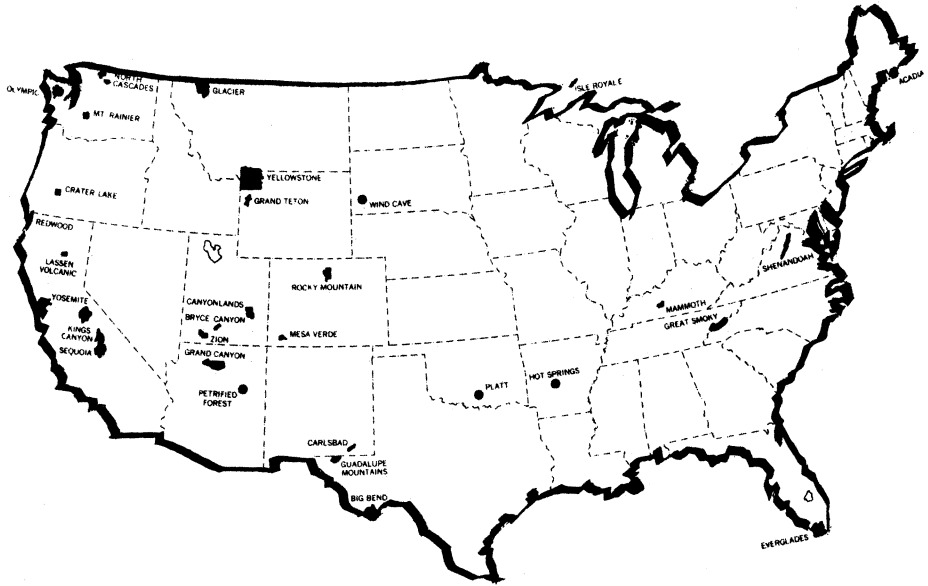 NORTH
CASCADES
OLYMPIC
GLACIER
ISLE ROYALE
ACADIA
MT. RAINIER
YELLOWSTONE
CRATER LAKE
GRAND TETON
WIND CAVE
REDWOOD
LASSEN
VOLCANIC
SHENANDOAH
ROCKY MOUNTAIN
YOSEMITE
CANYONLANDS
MAMMOTH
BRYCE CANYON
GREAT SMOKY
KINGS
CANYON
ZION
MESA VERDE
SEQUOIA
GRAND CANYON
HOT SPRINGS
PLATT
PETRIFIED
FOREST
CARLSBAD
GUADALUPE
MOUNTAINS
BIG BEND
EVERGLADES